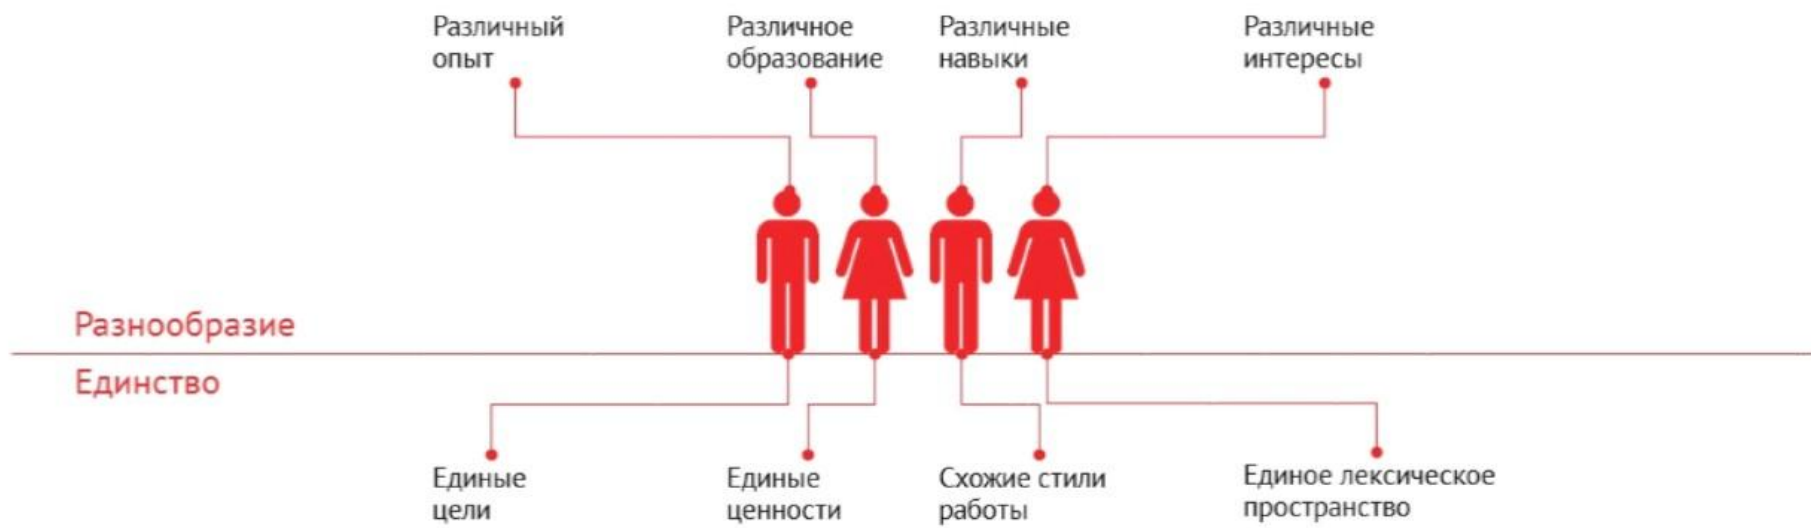 Различный
опыт
Различное
образование
Различные
навыки
Различные
интересы
Разнообразие
Единство
Единые
цели
Единые
ценности
Схожие стили
работы
Единое лексическое
пространство